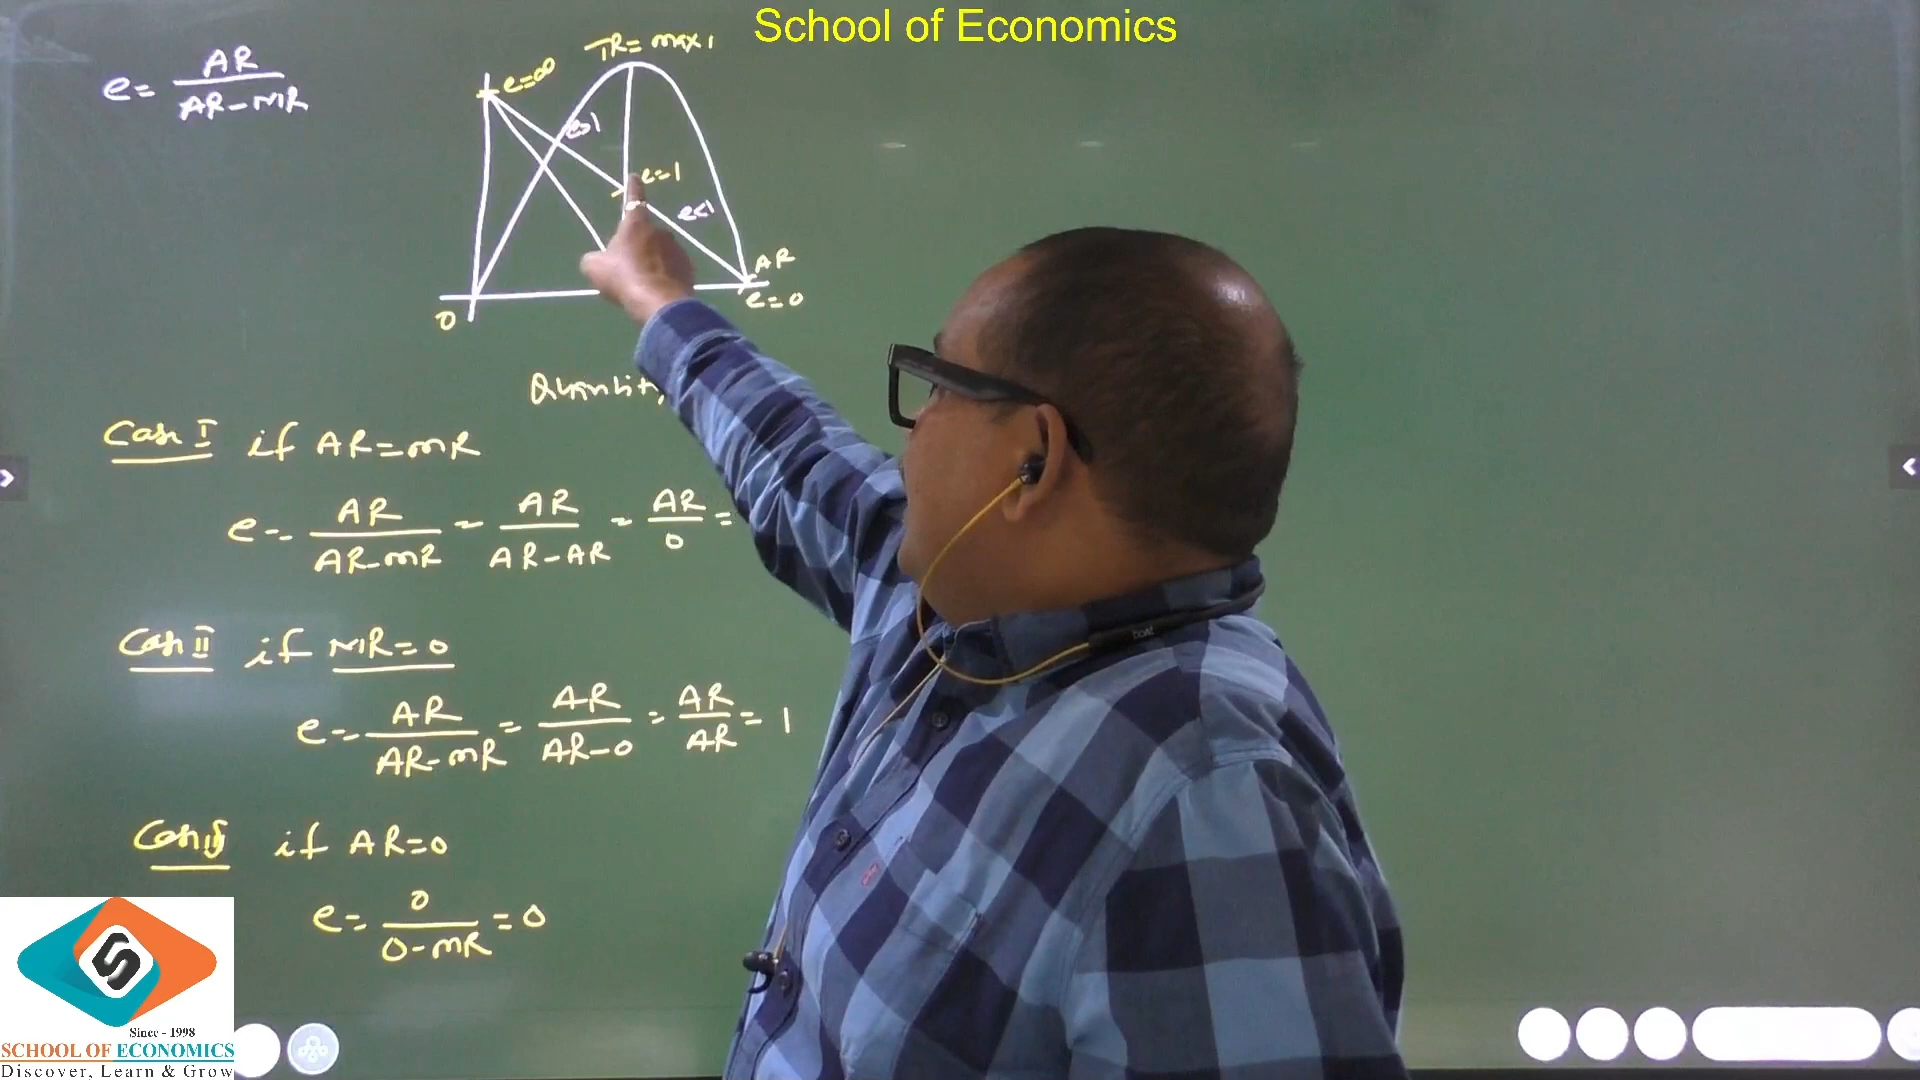 School of Economics
e = AR / AR-MR
TR = max,
e=∞
e>1
e=1
e<1
AR
e=0
0
Case I if AR=MR
e = AR / AR-MR = AR / AR-AR = AR / 0 =
Case II if MR=0
e = AR / AR-MR = AR / AR-0 = AR / AR = 1
Case III if AR=0
e = 0 / 0-MR = 0
boAt
S
Since - 1998
SCHOOL OF ECONOMICS
Discover, Learn & Grow